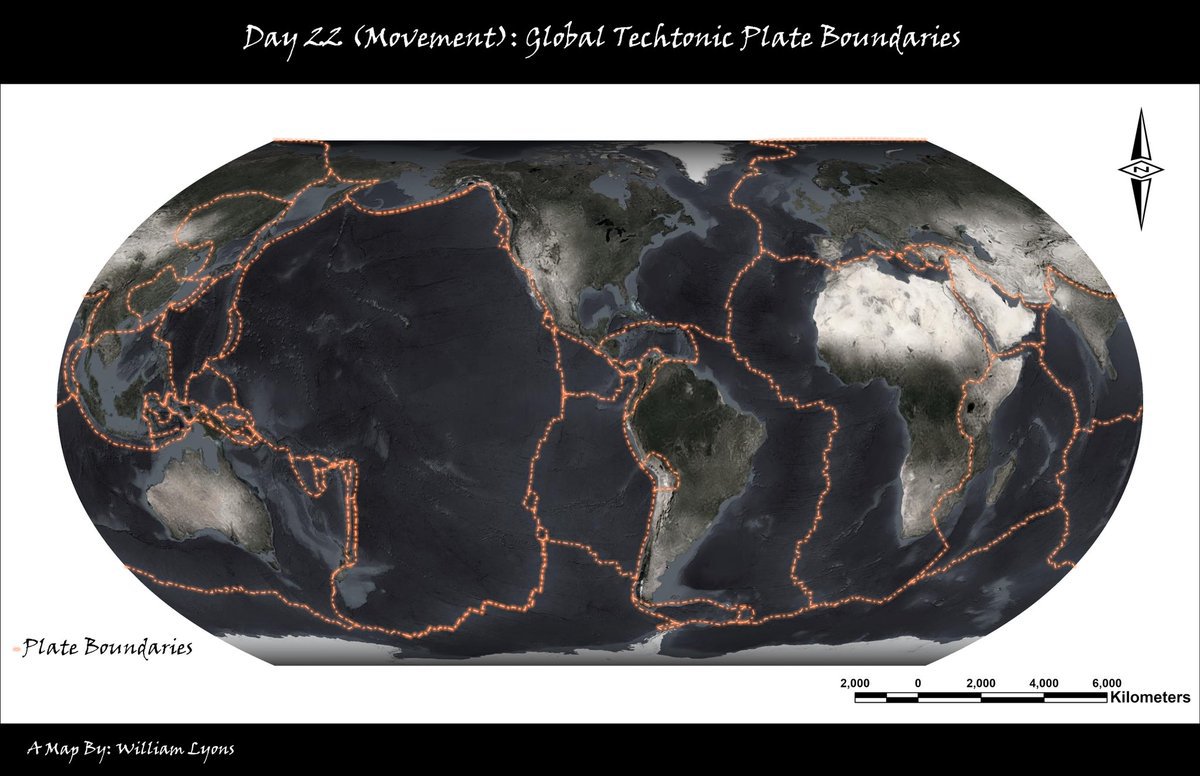 Day 22 (Movement): Global Techtonic Plate Boundaries
N
Plate Boundaries
2,000 0 2,000 4,000 6,000
Kilometers
A Map By: William Lyons